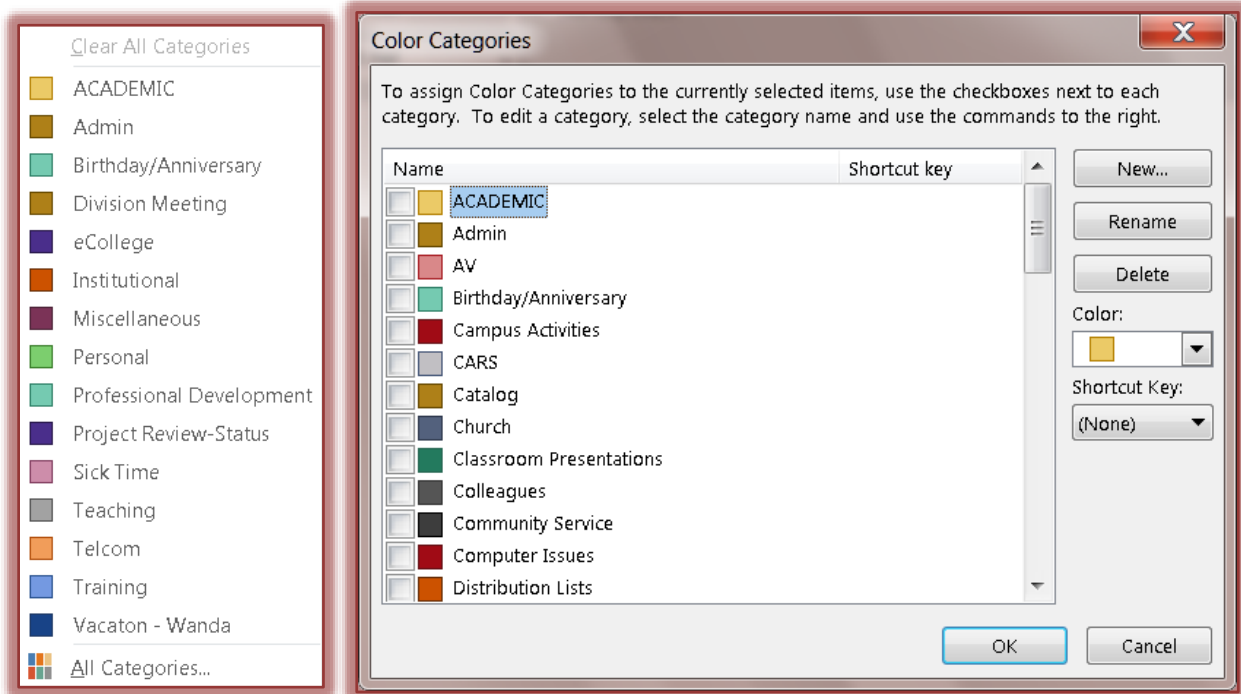 Clear All Categories
ACADEMIC
Admin
Birthday/Anniversary
Division Meeting
eCollege
Institutional
Miscellaneous
Personal
Professional Development
Project Review-Status
Sick Time
Teaching
Telcom
Training
Vacaton - Wanda
All Categories...
Color Categories
X
To assign Color Categories to the currently selected items, use the checkboxes next to each
category. To edit a category, select the category name and use the commands to the right.
Name Shortcut key
ACADEMIC
Admin
AV
Birthday/Anniversary
Campus Activities
CARS
Catalog
Church
Classroom Presentations
Colleagues
Community Service
Computer Issues
Distribution Lists
New...
Rename
Delete
Color:
Shortcut Key:
(None)
OK Cancel